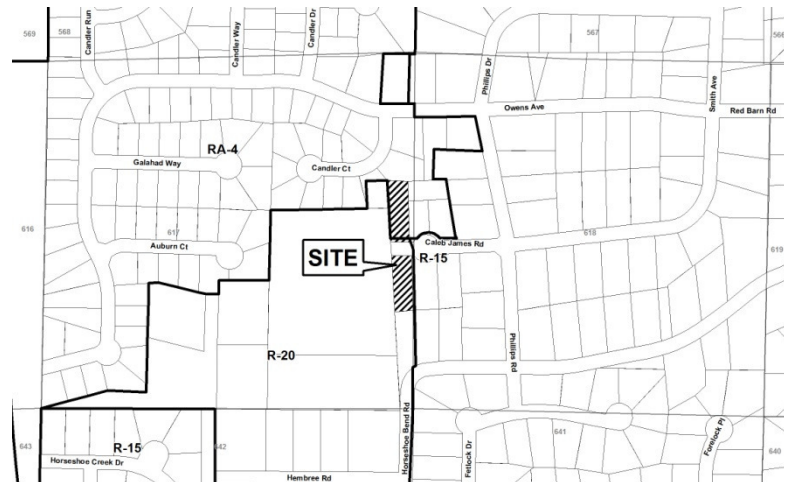 569
568
Candler Run
Candler Way
Candler Dr
567
566
Phillips Dr
Smith Ave
Owens Ave
Red Barn Rd
RA-4
Galahad Way
Candler Ct
616
617
618
619
Auburn Ct
SITE
Caleb James Rd
R-15
R-20
Phillips Rd
Horseshoe Bend Rd
643
R-15
642
Horseshoe Creek Dr
Hembree Rd
Fetlock Dr
641
Forelock Pl
640